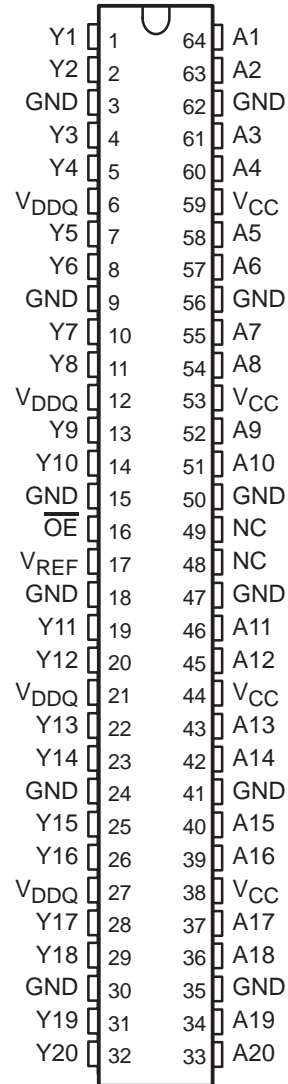 Y1 1 64 A1
Y2 2 63 A2
GND 3 62 GND
Y3 4 61 A3
Y4 5 60 A4
VDDQ 6 59 VCC
Y5 7 58 A5
Y6 8 57 A6
GND 9 56 GND
Y7 10 55 A7
Y8 11 54 A8
VDDQ 12 53 VCC
Y9 13 52 A9
Y10 14 51 A10
GND 15 50 GND
O̅E̅ 16 49 NC
VREF 17 48 NC
GND 18 47 GND
Y11 19 46 A11
Y12 20 45 A12
VDDQ 21 44 VCC
Y13 22 43 A13
Y14 23 42 A14
GND 24 41 GND
Y15 25 40 A15
Y16 26 39 A16
VDDQ 27 38 VCC
Y17 28 37 A17
Y18 29 36 A18
GND 30 35 GND
Y19 31 34 A19
Y20 32 33 A20